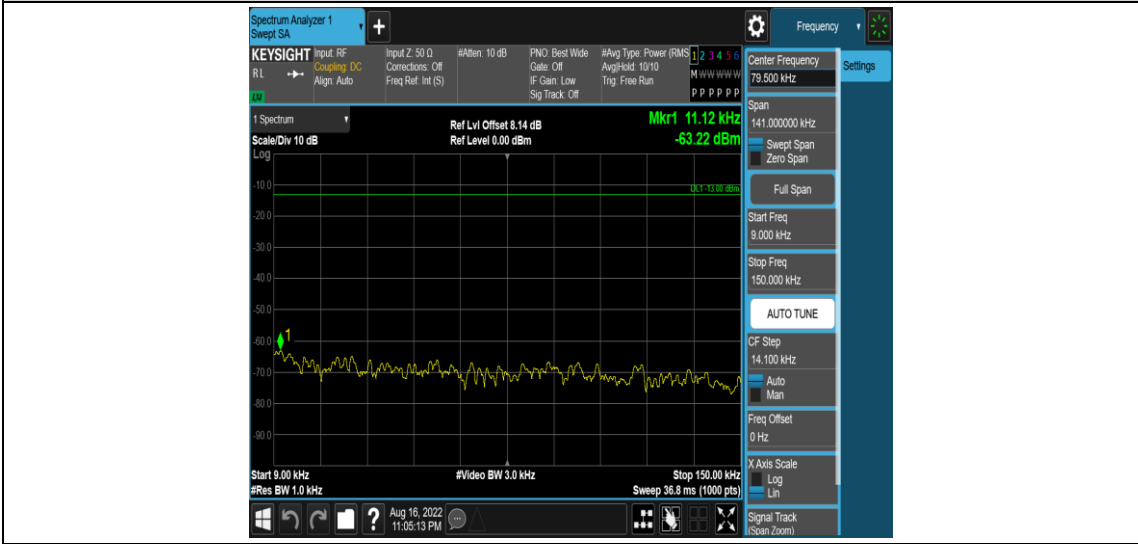 Spectrum Analyzer 1
Swept SA
+
Frequency
KEYSIGHT
RL
Input: RF
Coupling: DC
Align: Auto
Input Z: 50 Ω
Corrections: Off
Freq Ref: Int (S)
#Atten: 10 dB
PNO: Best Wide
Gate: Off
IF Gain: Low
Sig Track: Off
#Avg Type: Power (RMS
Avg|Hold: 10/10
Trig: Free Run
1 2 3 4 5 6
M W W W W W
P P P P P P
1 Spectrum
Scale/Div 10 dB
Log
Ref Lvl Offset 8.14 dB
Ref Level 0.00 dBm
Mkr1 11.12 kHz
-63.22 dBm
DL1 -13.00 dBm
-10.0
-20.0
-30.0
-40.0
-50.0
-60.0
1
-70.0
-80.0
-90.0
Start 9.00 kHz
#Res BW 1.0 kHz
#Video BW 3.0 kHz
Stop 150.00 kHz
Sweep 36.8 ms (1000 pts)
?
Aug 16, 2022
11:05:13 PM
Center Frequency
79.500 kHz
Settings
Span
141.000000 kHz
Swept Span
Zero Span
Full Span
Start Freq
9.000 kHz
Stop Freq
150.000 kHz
AUTO TUNE
CF Step
14.100 kHz
Auto
Man
Freq Offset
0 Hz
X Axis Scale
Log
Lin
Signal Track
(Span Zoom)